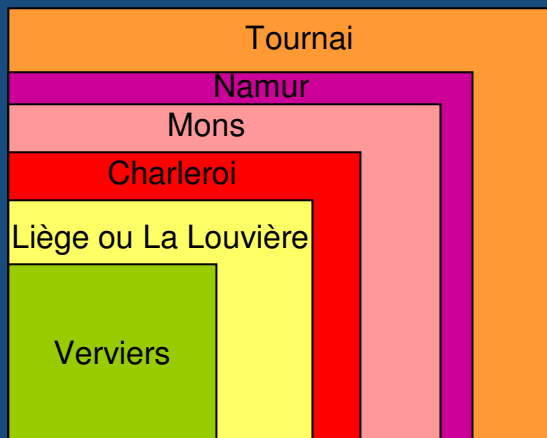 Tournai
Namur
Mons
Charleroi
Liège ou La Louvière
Verviers